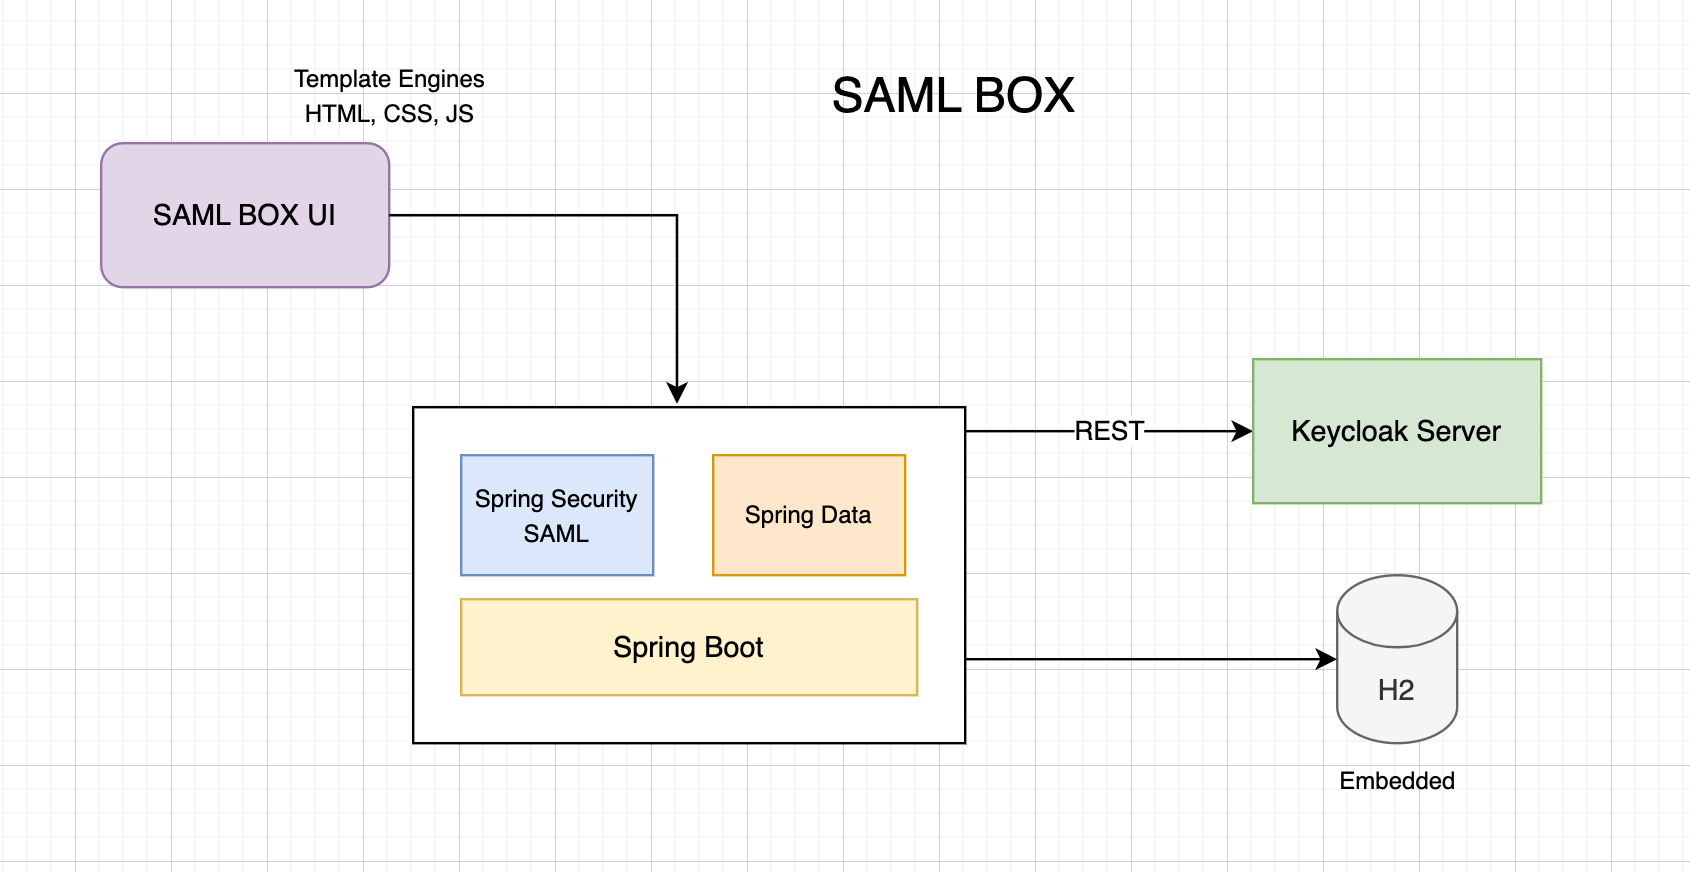 Template Engines
HTML, CSS, JS
SAML BOX
SAML BOX UI
REST
Keycloak Server
Spring Security
SAML
Spring Data
Spring Boot
H2
Embedded